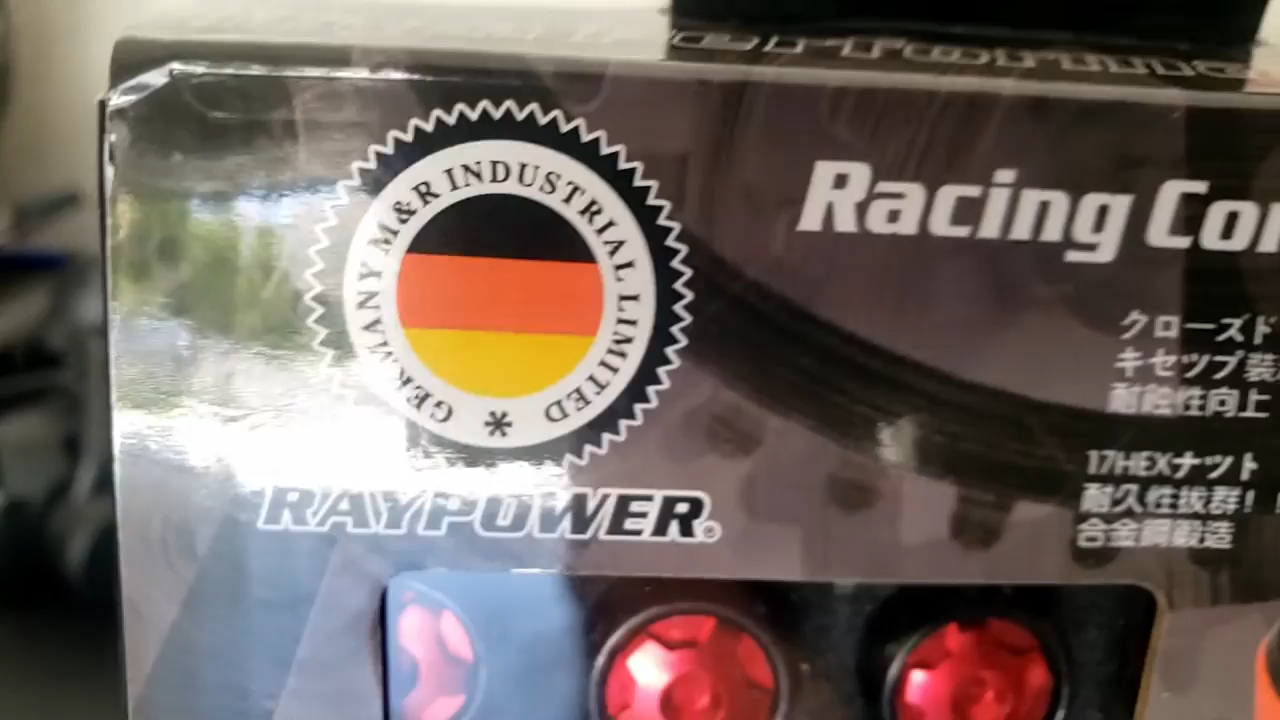 GERMANY M&R INDUSTRIAL LIMITED *
Racing Co
クローズド
キャップ装
耐蝕性向上
17HEXナット
耐久性抜群!
合金鋼鍛造
RAYPOWER®